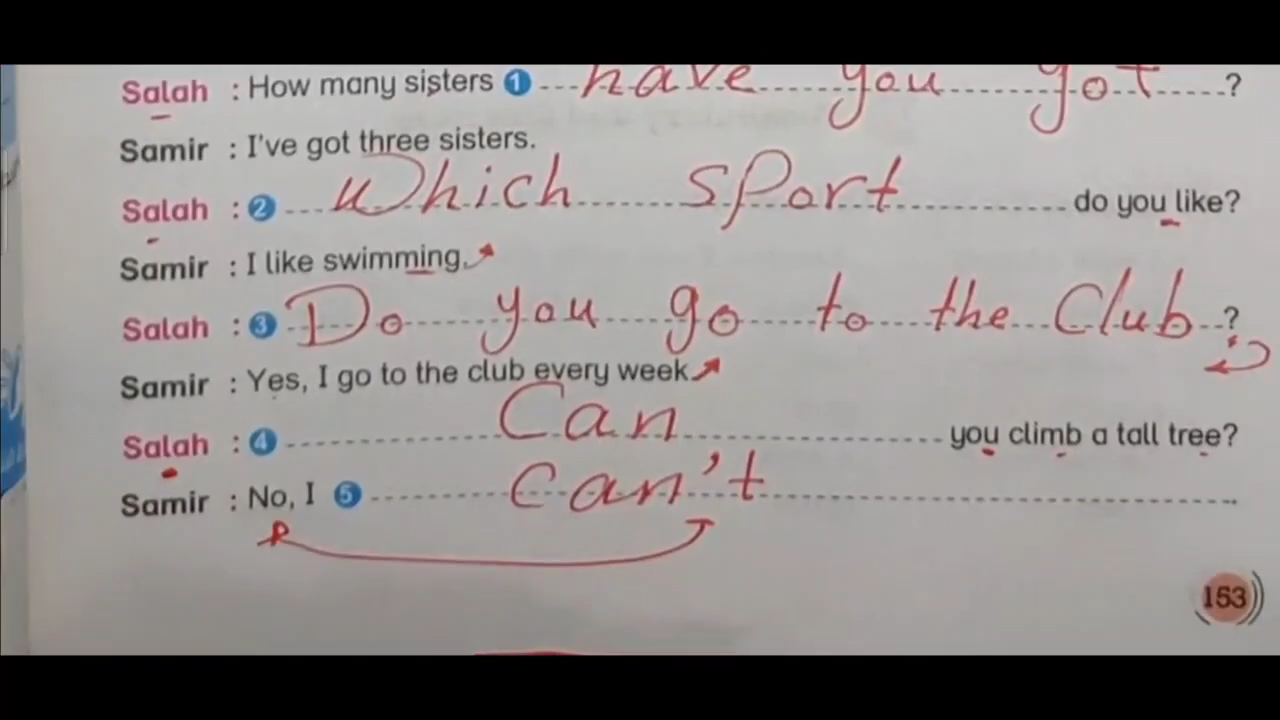 Salah : How many sisters 1 have you got ?
Samir : I've got three sisters.
Salah : 2 Which sport do you like?
Samir : I like swimming.
Salah : 3 Do you go to the Club ?
Samir : Yes, I go to the club every week
Salah : 4 Can you climb a tall tree?
Samir : No, I 5 can't .
153